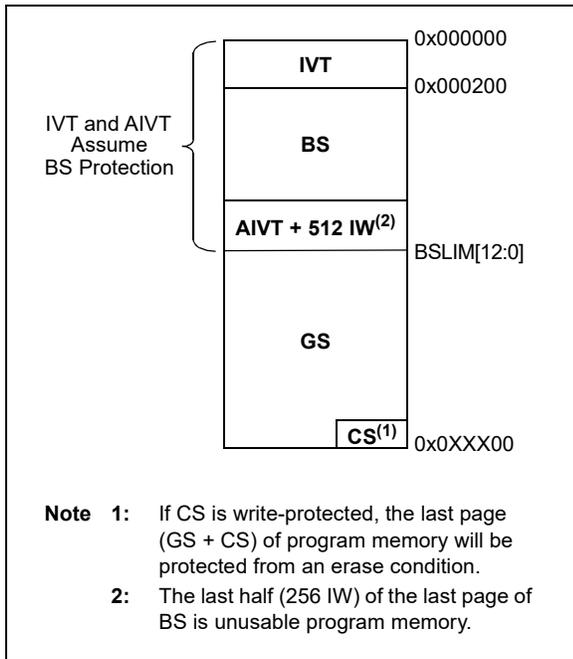 0x000000
IVT
0x000200
IVT and AIVT
Assume
BS Protection
BS
AIVT + 512 IW(2)
BSLIM[12:0]
GS
CS(1)
0x0XXX00
Note 1: If CS is write-protected, the last page
(GS + CS) of program memory will be
protected from an erase condition.
2: The last half (256 IW) of the last page of
BS is unusable program memory.